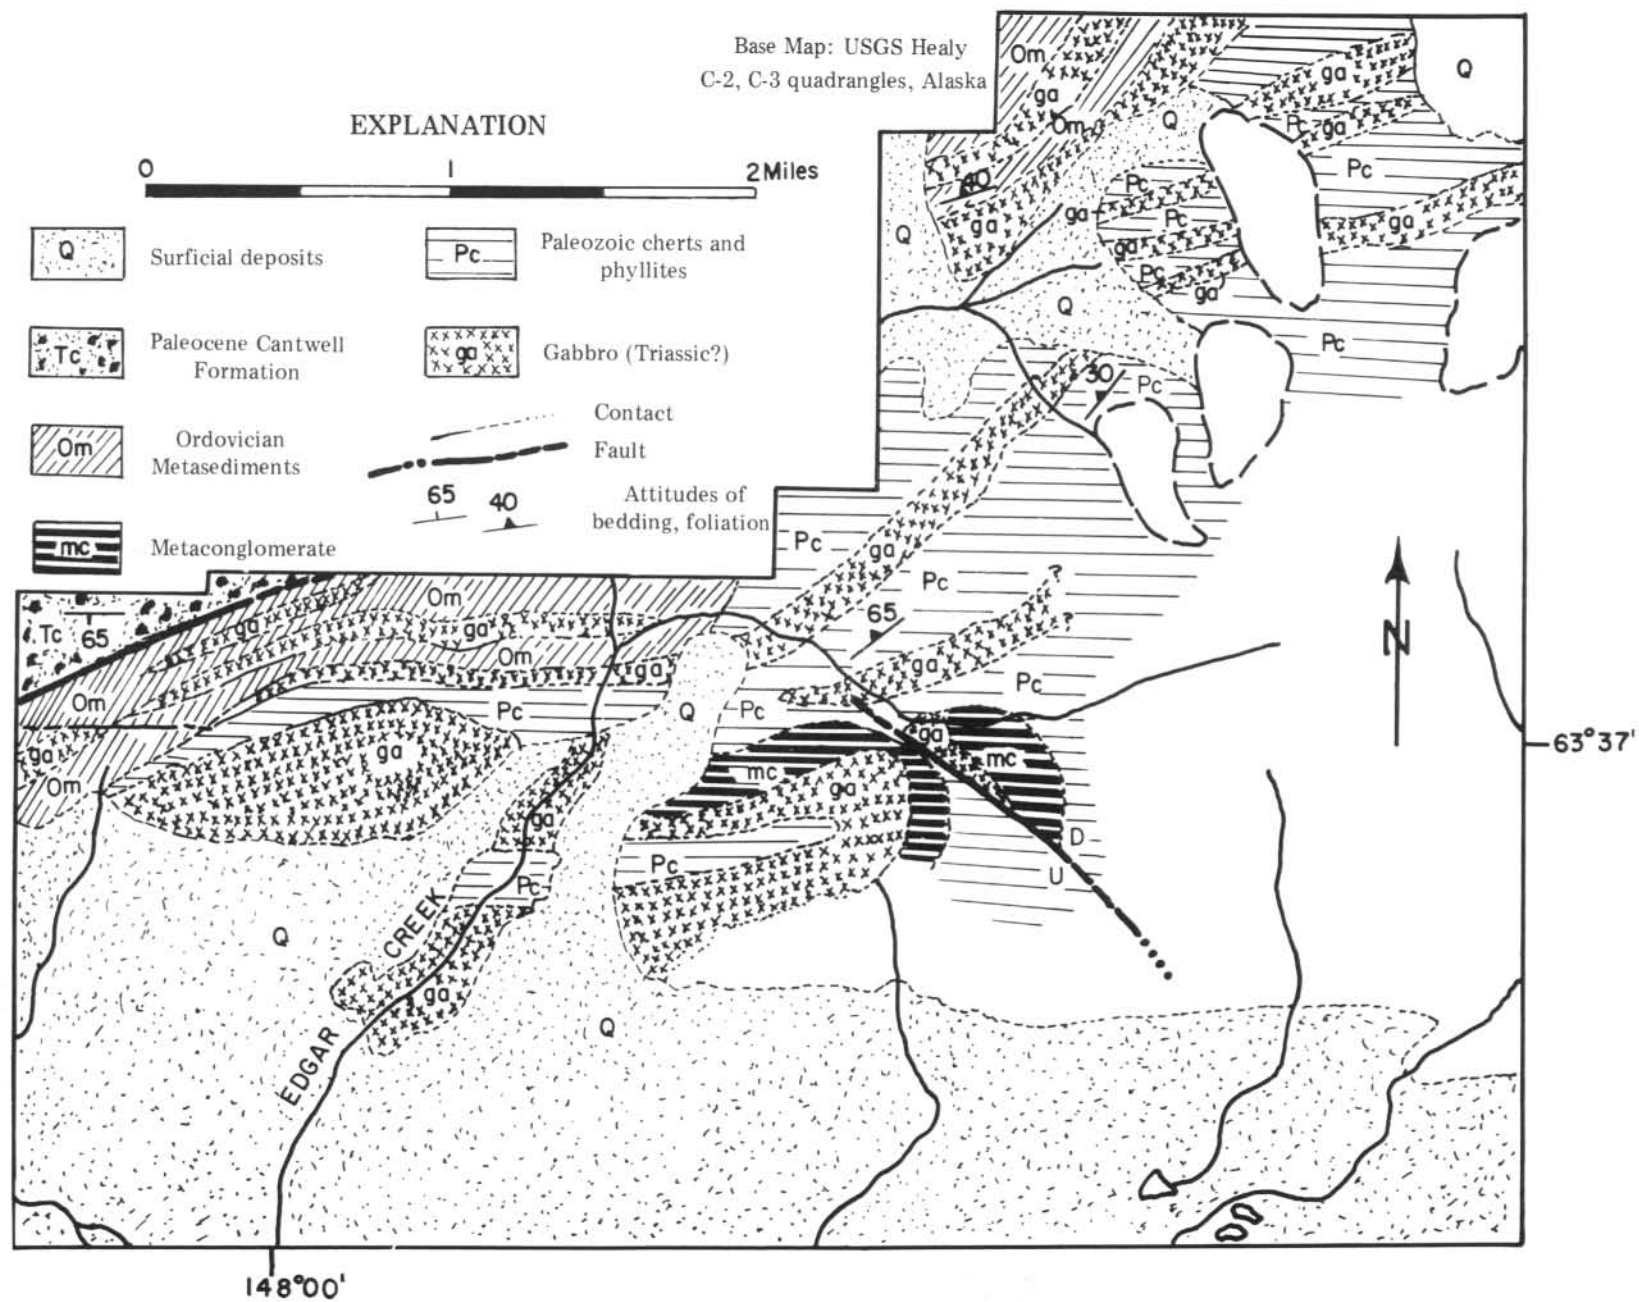 Base Map: USGS Healy
C-2, C-3 quadrangles, Alaska
EXPLANATION
0 1 2 Miles
Q Surficial deposits
Pc Paleozoic cherts and
phyllites
Tc Paleocene Cantwell
Formation
ga Gabbro (Triassic?)
Om Ordovician
Metasediments
Contact
Fault
65 40 Attitudes of
bedding, foliation
mc Metaconglomerate
Om
ga
Q
ga
Om
Q
Pc
ga
Pc
40
Pc
ga
Pc
ga
ga
Q
ga
ga
Pc
ga
Q
Pc
30
Pc
Pc
ga
Pc
?
65
?
ga
Pc
N
Om
ga
ga
Tc
65
Om
ga
Om
Pc
Q
Pc
ga
63°37'
ga
ga
mc
mc
Om
ga
ga
D
Pc
U
Pc
CREEK
Q
ga
Q
EDGAR
148°00'